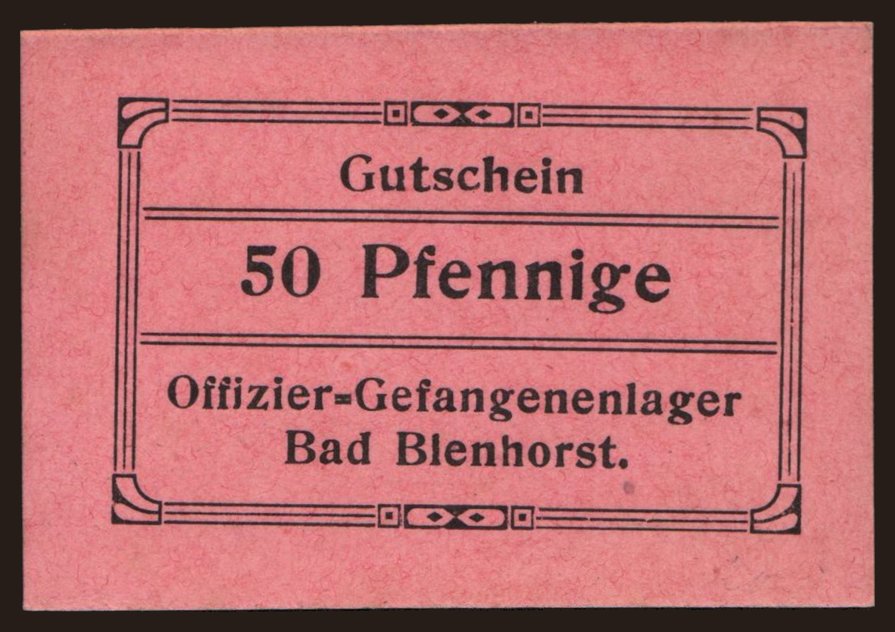 Gutschein
50 Pfennige
Offizier=Gefangenenlager
Bad Blenhorst.